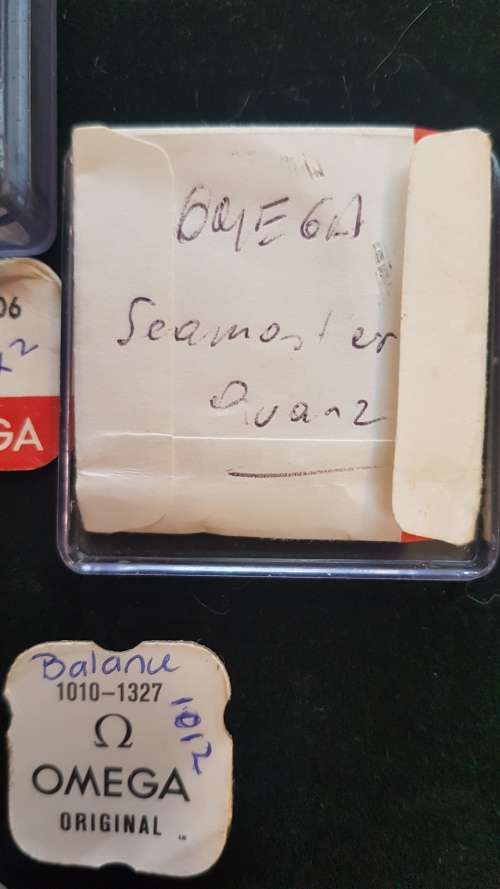 OMEGA
Seamaster
Quarz
06
GA
Balance
1010-1327
1012
Ω
OMEGA
ORIGINAL